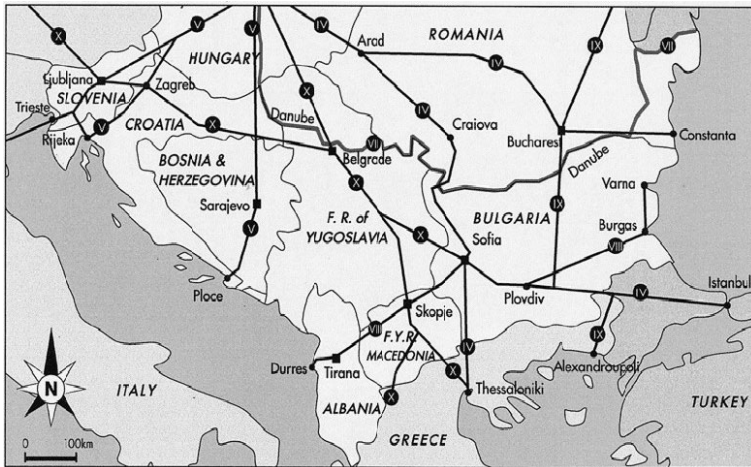 X
V
V
IV
ROMANIA
IX
VII
HUNGARY
Arad
IV
Ljubljana
SLOVENIA
Zagreb
X
IV
Trieste
Rijeka
V
CROATIA
X
Danube
VII
Craiova
Bucharest
Constanta
BOSNIA &
HERZEGOVINA
Belgrade
Danube
X
Varna
Sarajevo
F. R. of
YUGOSLAVIA
BULGARIA
IX
Burgas
V
X
Sofia
VIII
Ploce
Plovdiv
IV
Istanbul
Skopje
VIII
F.Y.R.
MACEDONIA
IV
IX
Durres
Tirana
X
Alexandroupoli
N
ITALY
ALBANIA
X
Thessaloniki
TURKEY
GREECE
0 100km